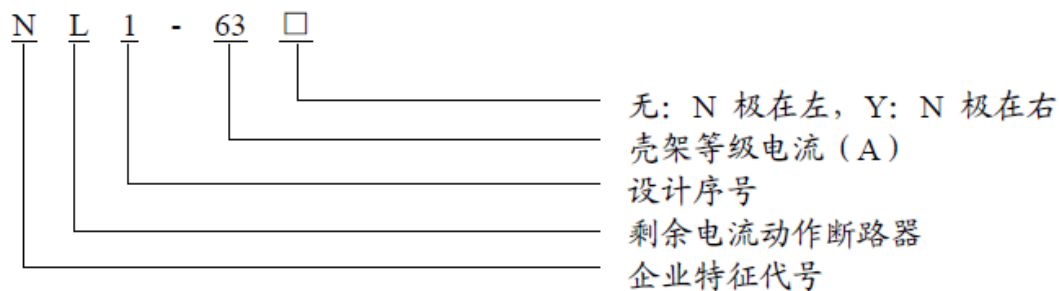 N L 1 - 63 □
无：N 极在左，Y：N 极在右
壳架等级电流（A）
设计序号
剩余电流动作断路器
企业特征代号